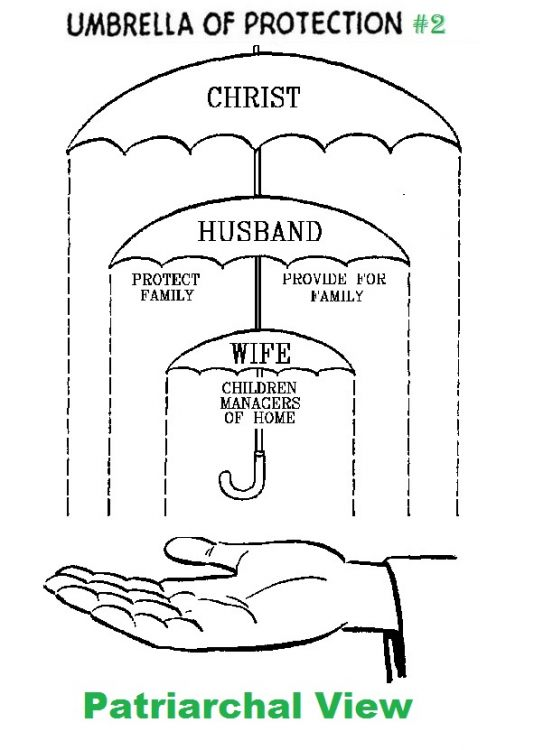 UMBRELLA OF PROTECTION #2
CHRIST
HUSBAND
PROTECT
FAMILY
PROVIDE FOR
FAMILY
WIFE
CHILDREN
MANAGERS
OF HOME
Patriarchal View